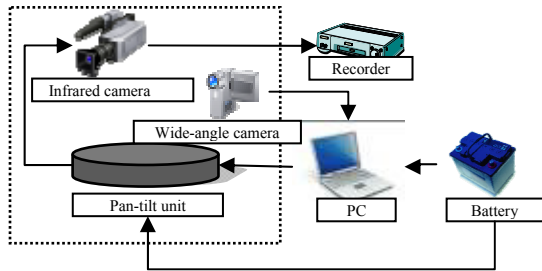 Recorder
Infrared camera
Wide-angle camera
Pan-tilt unit
PC
Battery